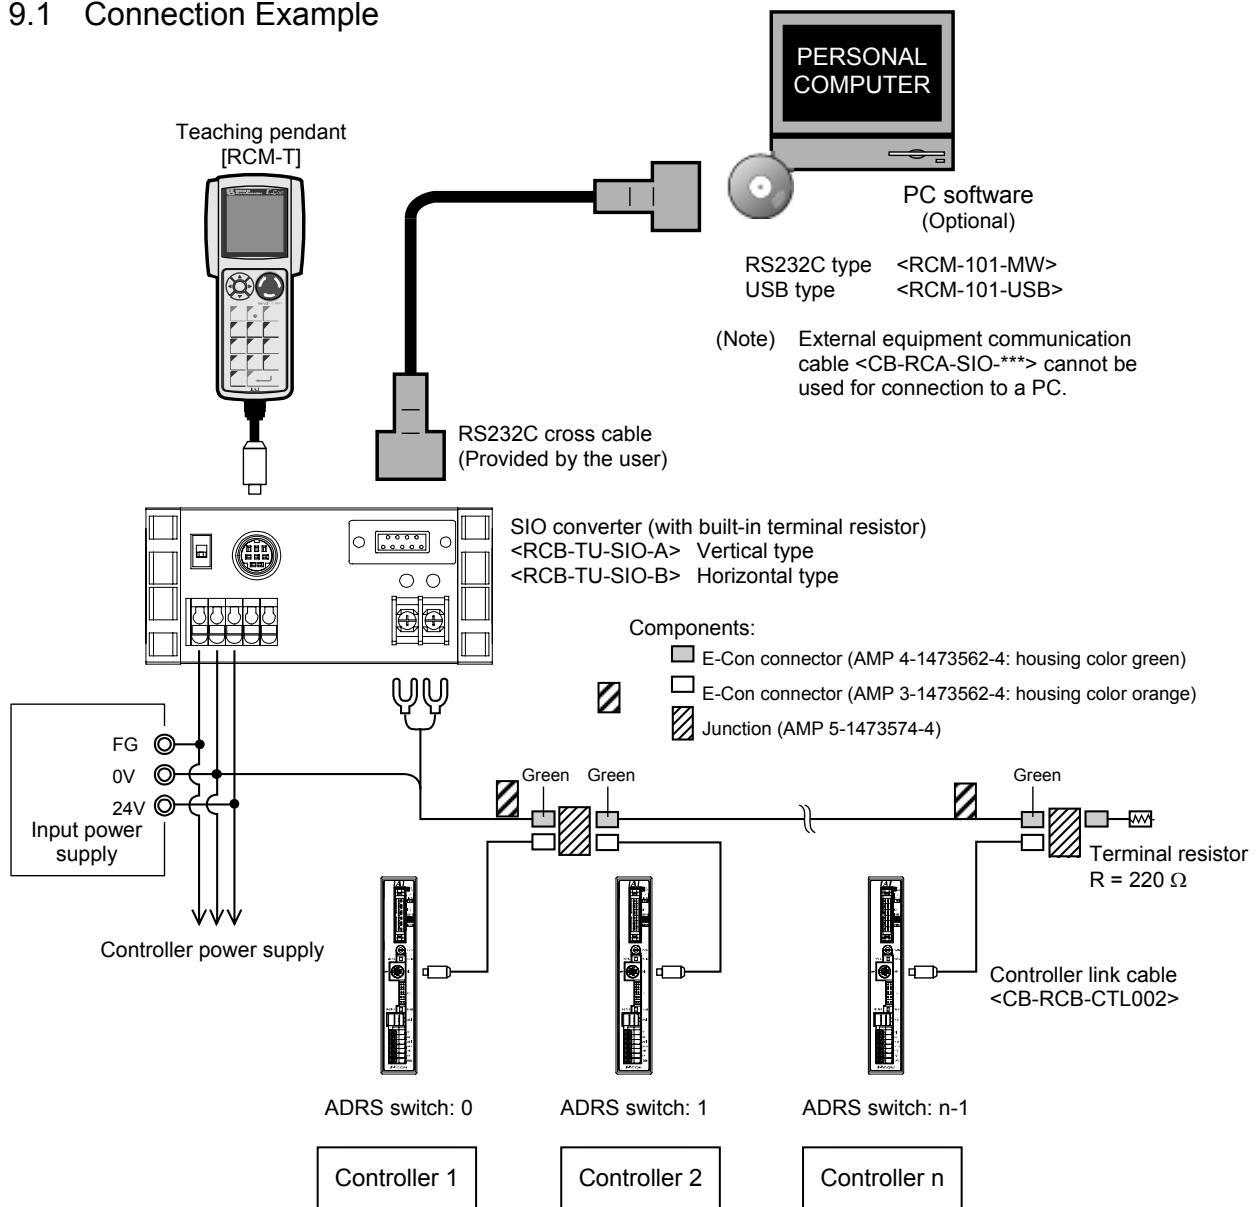 9.1 Connection Example
PERSONAL
COMPUTER
Teaching pendant
[RCM-T]
PC software
(Optional)
RS232C type <RCM-101-MW>
USB type <RCM-101-USB>
(Note) External equipment communication
cable <CB-RCA-SIO-***> cannot be
used for connection to a PC.
RS232C cross cable
(Provided by the user)
SIO converter (with built-in terminal resistor)
<RCB-TU-SIO-A> Vertical type
<RCB-TU-SIO-B> Horizontal type
Components:
E-Con connector (AMP 4-1473562-4: housing color green)
E-Con connector (AMP 3-1473562-4: housing color orange)
Junction (AMP 5-1473574-4)
FG
0V
24V
Input power
supply
Green Green Green
Terminal resistor
R = 220 Ω
Controller power supply
Controller link cable
<CB-RCB-CTL002>
ADRS switch: 0 ADRS switch: 1 ADRS switch: n-1
Controller 1 Controller 2 Controller n